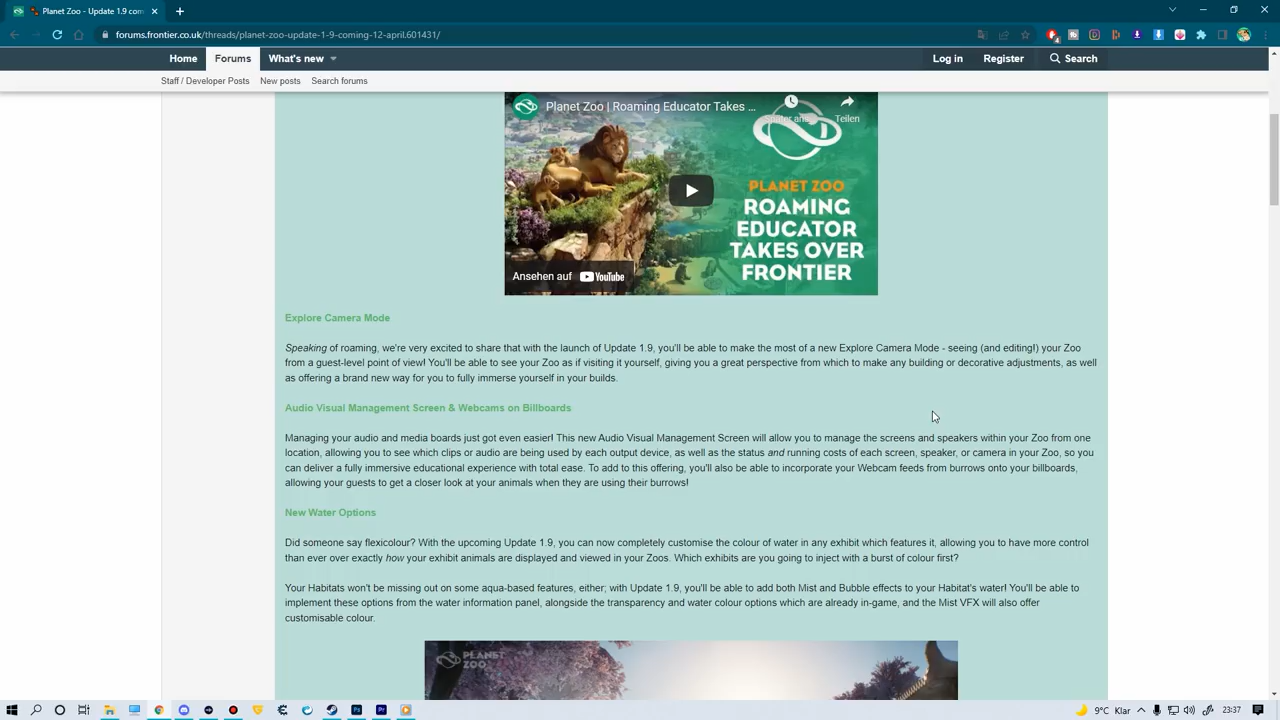 Planet Zoo - Update 1.9 com
forums.frontier.co.uk/threads/planet-zoo-update-1-9-coming-12-april.601431/
Home Forums What's new Log in Register Search
Staff / Developer Posts New posts Search forums
Planet Zoo | Roaming Educator Takes ...
Später ans Teilen
PLANET ZOO
ROAMING
EDUCATOR
TAKES OVER
FRONTIER
Ansehen auf YouTube
Explore Camera Mode
Speaking of roaming, we're very excited to share that with the launch of Update 1.9, you'll be able to make the most of a new Explore Camera Mode - seeing (and editing!) your Zoo
from a guest-level point of view! You'll be able to see your Zoo as if visiting it yourself, giving you a great perspective from which to make any building or decorative adjustments, as well
as offering a brand new way for you to fully immerse yourself in your builds.
Audio Visual Management Screen & Webcams on Billboards
Managing your audio and media boards just got even easier! This new Audio Visual Management Screen will allow you to manage the screens and speakers within your Zoo from one
location, allowing you to see which clips or audio are being used by each output device, as well as the status and running costs of each screen, speaker, or camera in your Zoo, so you
can deliver a fully immersive educational experience with total ease. To add to this offering, you'll also be able to incorporate your Webcam feeds from burrows onto your billboards,
allowing your guests to get a closer look at your animals when they are using their burrows!
New Water Options
Did someone say flexicolour? With the upcoming Update 1.9, you can now completely customise the colour of water in any exhibit which features it, allowing you to have more control
than ever over exactly how your exhibit animals are displayed and viewed in your Zoos. Which exhibits are you going to inject with a burst of colour first?
Your Habitats won't be missing out on some aqua-based features, either; with Update 1.9, you'll be able to add both Mist and Bubble effects to your Habitat's water! You'll be able to
implement these options from the water information panel, alongside the transparency and water colour options which are already in-game, and the Mist VFX will also offer
customisable colour.
PLANET
ZOO
9°C Klar 23:37